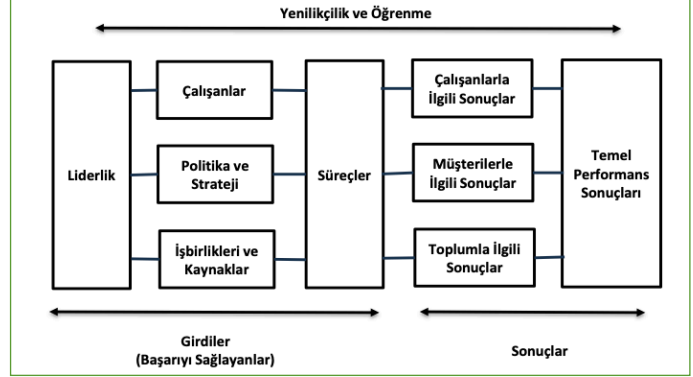 Yenilikçilik ve Öğrenme
Liderlik
Çalışanlar
Politika ve
Strateji
İşbirlikleri ve
Kaynaklar
Süreçler
Çalışanlarla
İlgili Sonuçlar
Müşterilerle
İlgili Sonuçlar
Toplumla İlgili
Sonuçlar
Temel
Performans
Sonuçları
Girdiler
(Başarıyı Sağlayanlar)
Sonuçlar